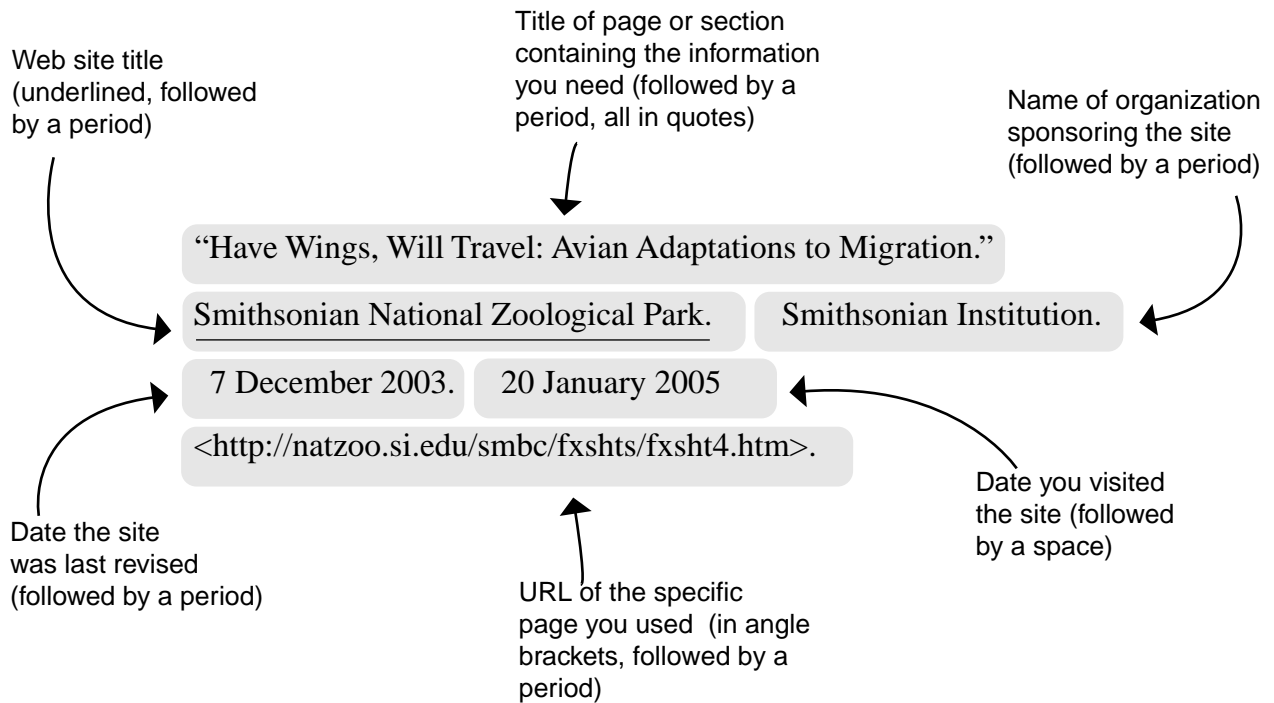 Web site title
(underlined, followed
by a period)
Title of page or section
containing the information
you need (followed by a
period, all in quotes)
Name of organization
sponsoring the site
(followed by a period)
“Have Wings, Will Travel: Avian Adaptations to Migration.”
Smithsonian National Zoological Park. Smithsonian Institution.
7 December 2003. 20 January 2005
<http://natzoo.si.edu/smbc/fxshts/fxsht4.htm>.
Date the site
was last revised
(followed by a period)
URL of the specific
page you used (in angle
brackets, followed by a
period)
Date you visited
the site (followed
by a space)